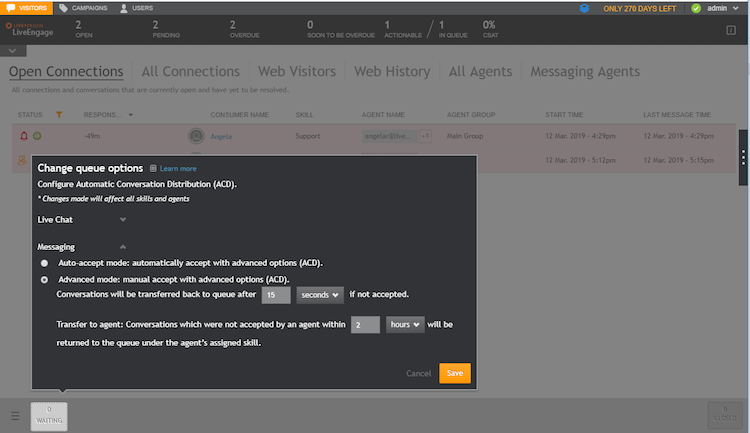 VISITORS CAMPAIGNS USERS ONLY 270 DAYS LEFT admin
LIVEPERSON
LiveEngage
2 2 2 0 1 1 0%
OPEN PENDING OVERDUE SOON TO BE OVERDUE ACTIONABLE / IN QUEUE CSAT
Open Connections All Connections Web Visitors Web History All Agents Messaging Agents
All connections and conversations that are currently open and have yet to be resolved.
STATUS RESPONS... CONSUMER NAME SKILL AGENT NAME AGENT GROUP START TIME LAST MESSAGE TIME
-49m Angela Support angelar@live... +1 Main Group 12 Mar, 2019 - 4:29pm 12 Mar, 2019 - 4:29pm
12 Mar, 2019 - 5:12pm 12 Mar, 2019 - 5:15pm
Change queue options Learn more
Configure Automatic Conversation Distribution (ACD).
* Changes made will affect all skills and agents
Live Chat
Messaging
Auto-accept mode: automatically accept with advanced options (ACD).
Advanced mode: manual accept with advanced options (ACD).
Conversations will be transferred back to queue after 15 seconds if not accepted.
Transfer to agent: Conversations which were not accepted by an agent within 2 hours will be
returned to the queue under the agent's assigned skill.
Cancel Save
0
WAITING